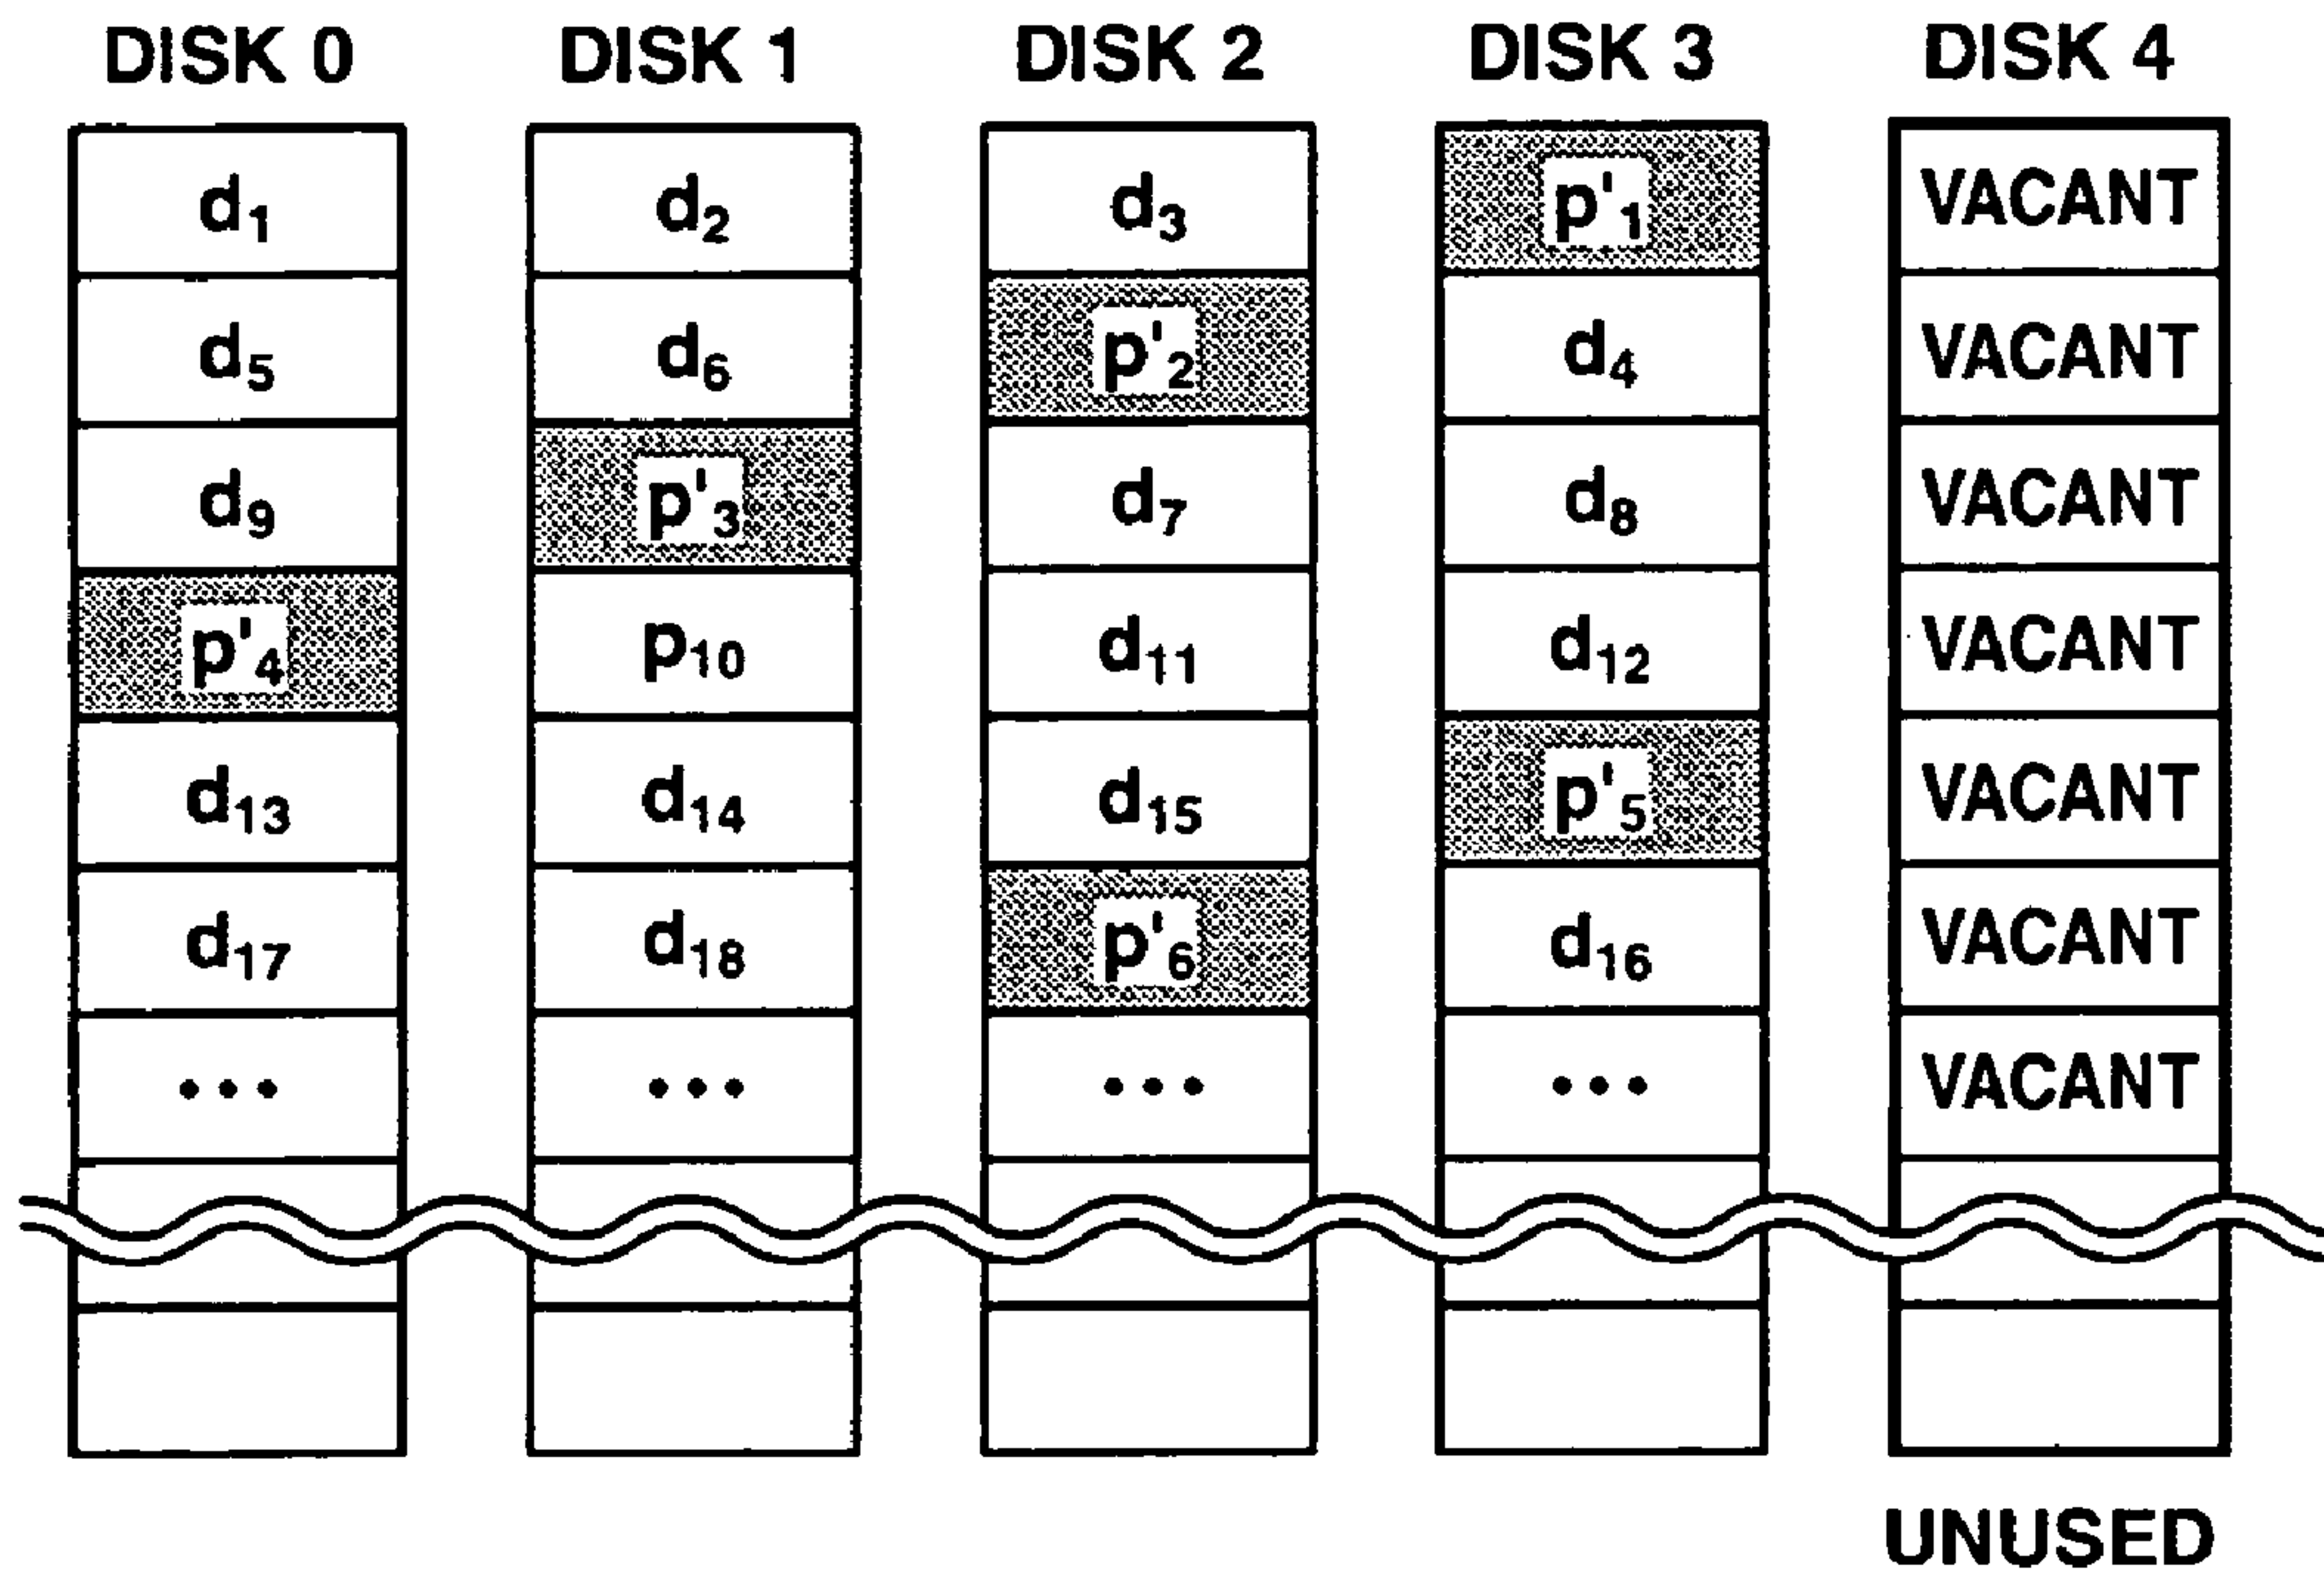 DISK 0 DISK 1 DISK 2 DISK 3 DISK 4
d1 d2 d3 p'1 VACANT
d5 d6 p'2 d4 VACANT
d9 p'3 d7 d8 VACANT
p'4 p10 d11 d12 VACANT
d13 d14 d15 p'5 VACANT
d17 d18 p'6 d16 VACANT
... ... ... ... VACANT
UNUSED